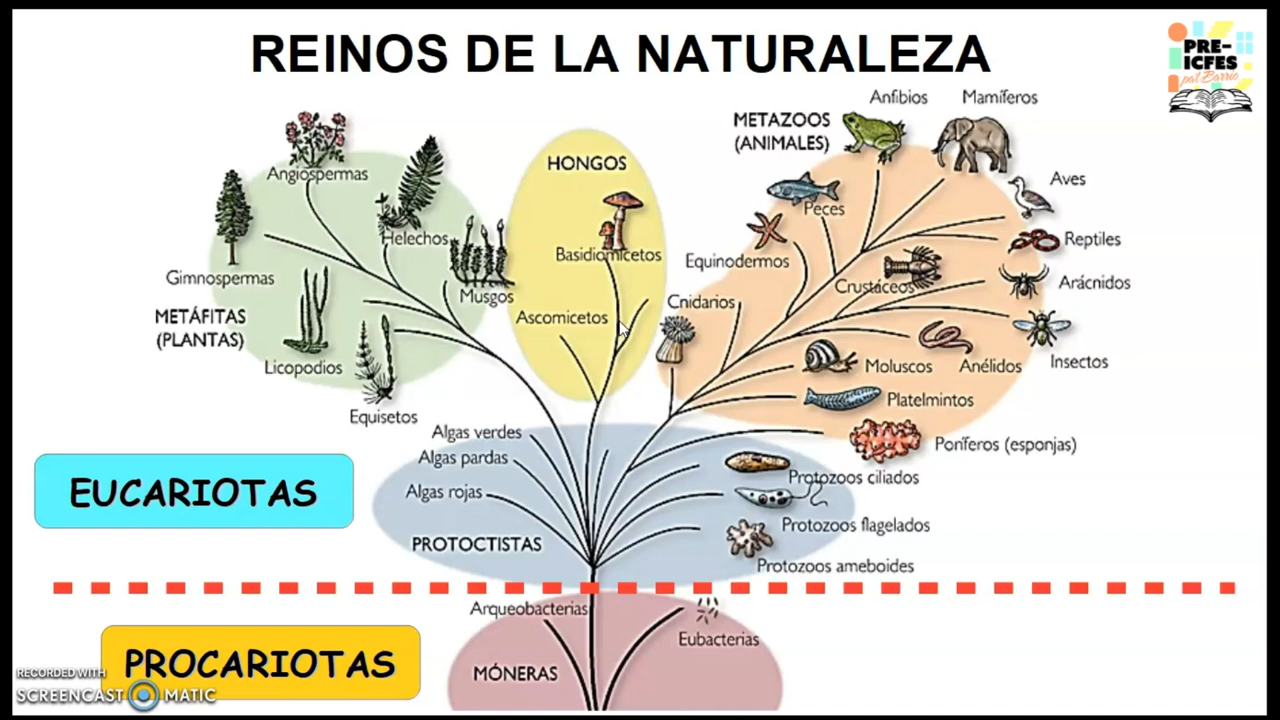 REINOS DE LA NATURALEZA
PRE-
ICFES
pal Barrio
Anfibios
Mamíferos
METAZOOS
(ANIMALES)
Angiospermas
HONGOS
Peces
Aves
Helechos
Basidiomicetos
Equinodermos
Reptiles
Gimnospermas
Musgos
Crustáceos
Arácnidos
METÁFITAS
(PLANTAS)
Ascomicetos
Cnidarios
Licopodios
Moluscos
Anélidos
Insectos
Equisetos
Platelmintos
Algas verdes
Poríferos (esponjas)
Algas pardas
Protozoos ciliados
EUCARIOTAS
Algas rojas
Protozoos flagelados
PROTOCTISTAS
Protozoos ameboides
Arqueobacterias
Eubacterias
PROCARIOTAS
MÓNERAS
RECORDED WITH
SCREENCAST MATIC